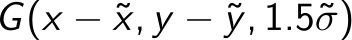 G(x − x̃, y − ỹ, 1.5σ̃)